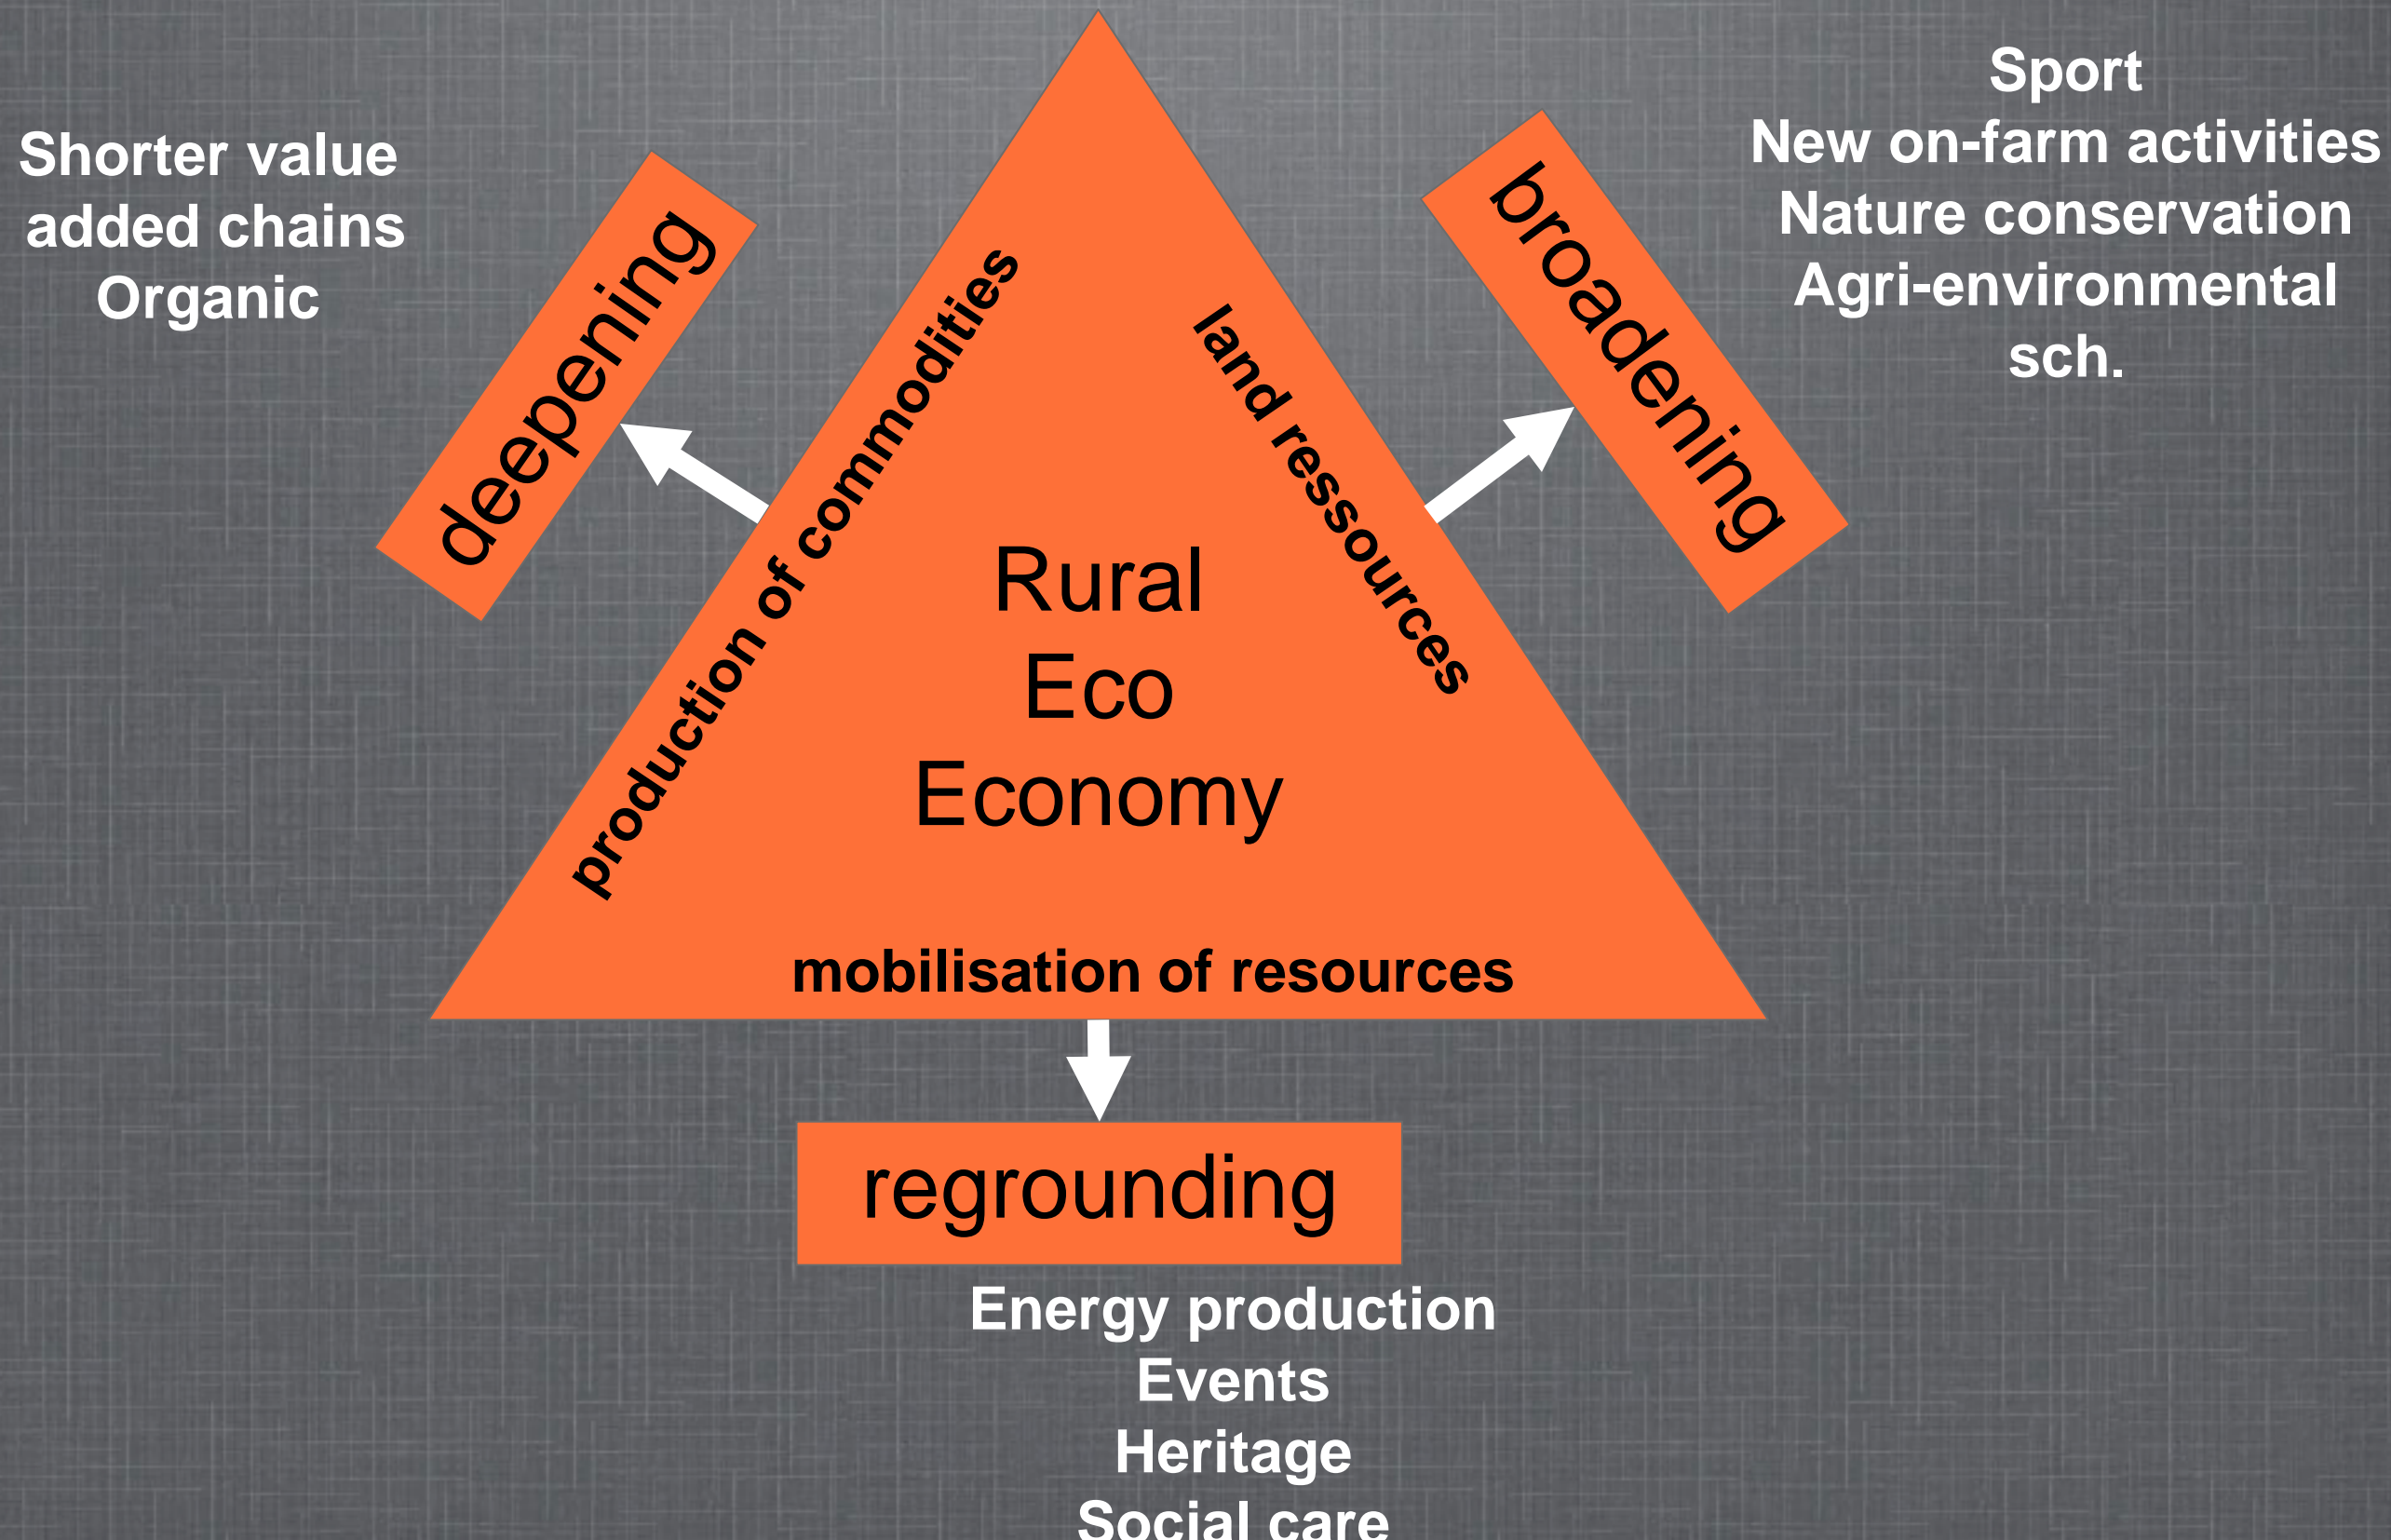 Shorter value
added chains
Organic
deepening
production of commodities
Rural
Eco
Economy
land ressources
broadening
Sport
New on-farm activities
Nature conservation
Agri-environmental
sch.
mobilisation of resources
regrounding
Energy production
Events
Heritage
Social care